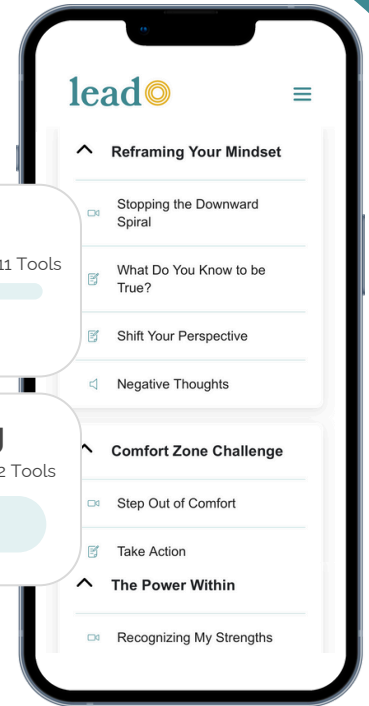 lead
Reframing Your Mindset
Stopping the Downward
Spiral
11 Tools
What Do You Know to be
True?
Shift Your Perspective
Negative Thoughts
Comfort Zone Challenge
2 Tools
Step Out of Comfort
Take Action
The Power Within
Recognizing My Strengths